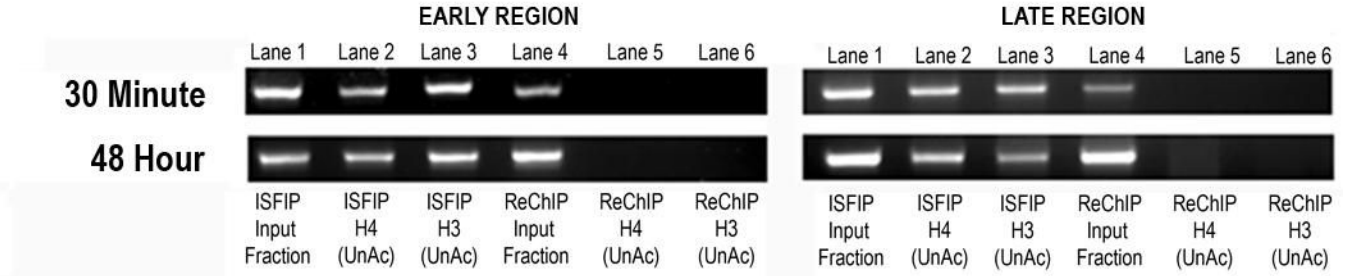 EARLY REGION
LATE REGION
Lane 1 Lane 2 Lane 3 Lane 4 Lane 5 Lane 6
Lane 1 Lane 2 Lane 3 Lane 4 Lane 5 Lane 6
30 Minute
48 Hour
ISFIP ISFIP ISFIP ReChIP ReChIP ReChIP
Input H4 H3 Input H4 H3
Fraction (UnAc) (UnAc) Fraction (UnAc) (UnAc)
ISFIP ISFIP ISFIP ReChIP ReChIP ReChIP
Input H4 H3 Input H4 H3
Fraction (UnAc) (UnAc) Fraction (UnAc) (UnAc)